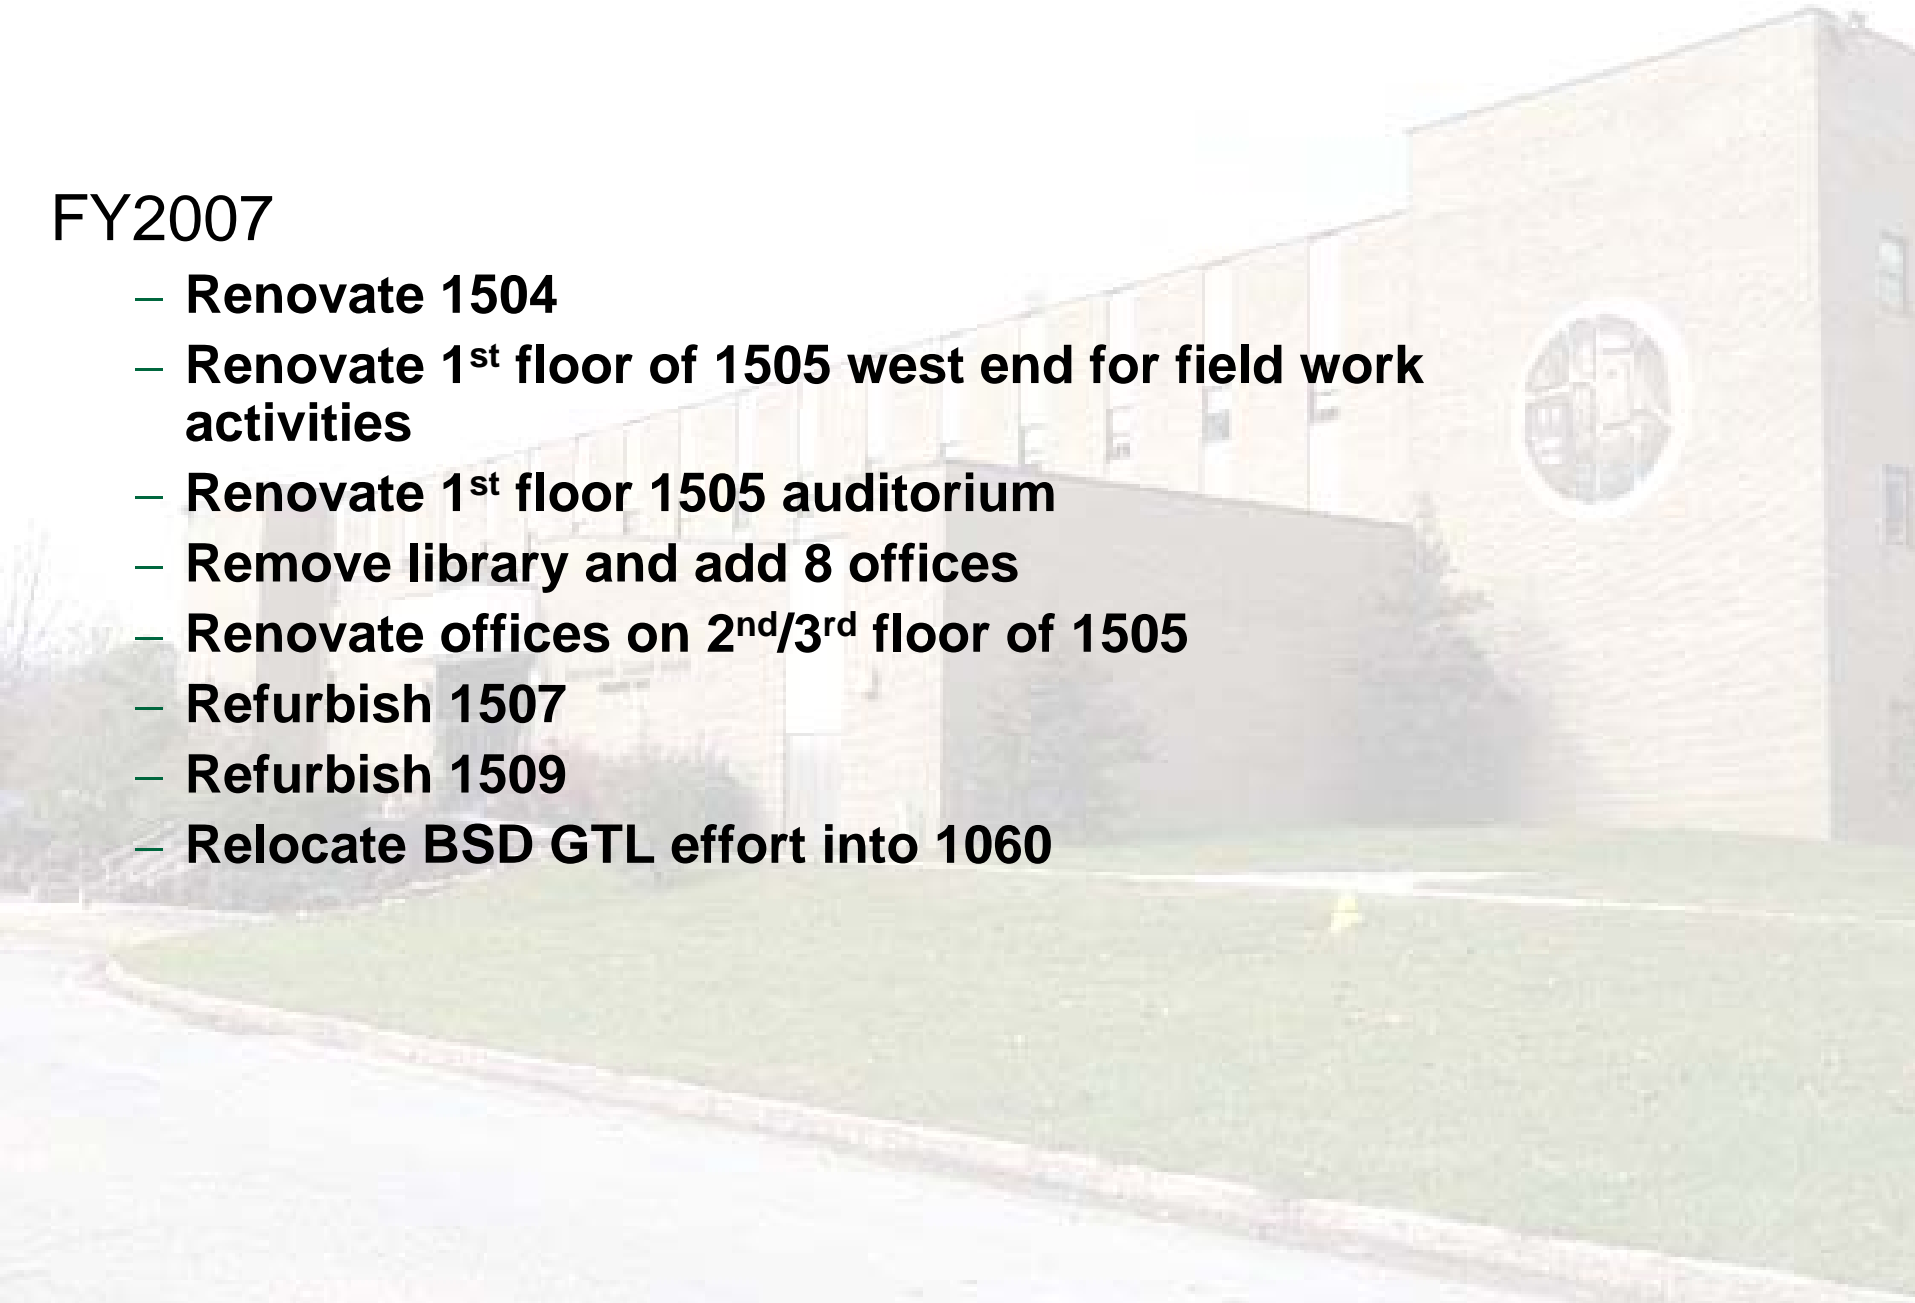 FY2007
– Renovate 1504
– Renovate 1st floor of 1505 west end for field work
activities
– Renovate 1st floor 1505 auditorium
– Remove library and add 8 offices
– Renovate offices on 2nd/3rd floor of 1505
– Refurbish 1507
– Refurbish 1509
– Relocate BSD GTL effort into 1060